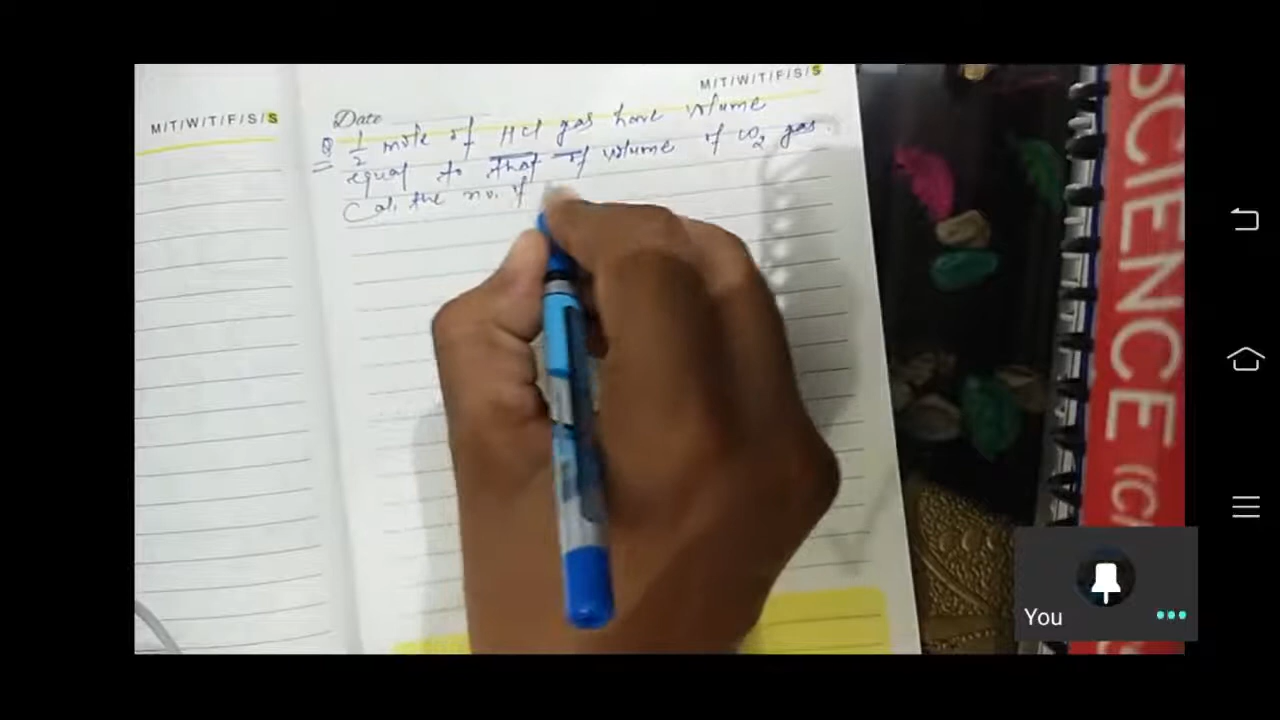 M/T/W/T/F/S/S
M/T/W/T/F/S/S
Date
Q 1/2 mole of HCl gas have volume
equal to that of volume of CO2 gas.
Cal. the no. of
SCIENCE (C
You